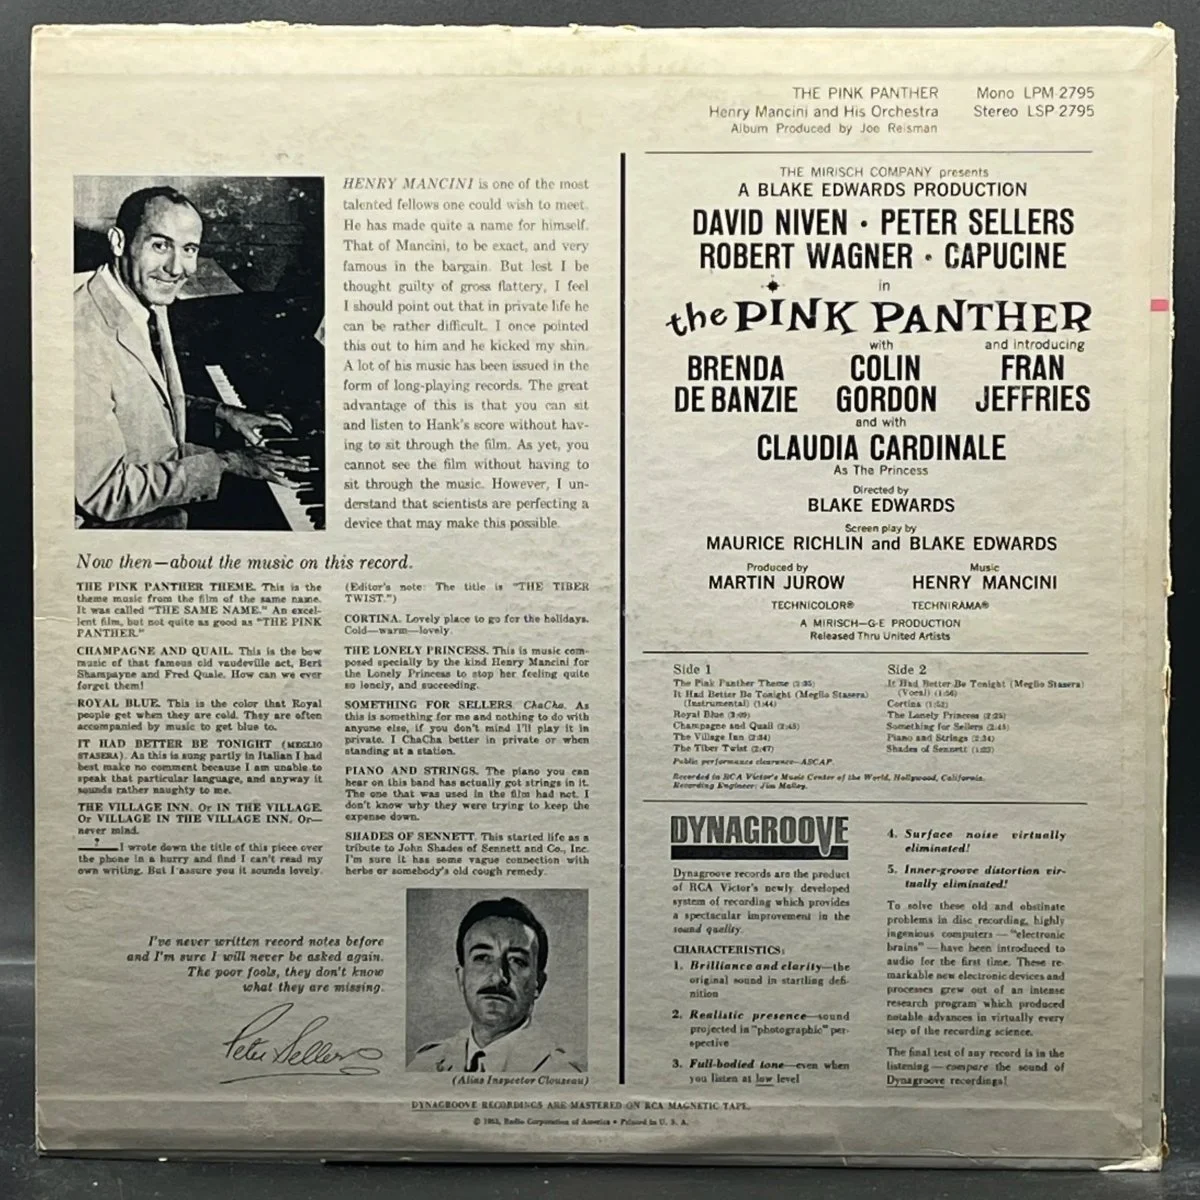 THE PINK PANTHER Mono LPM-2795
Henry Mancini and His Orchestra Stereo LSP-2795
Album Produced by Joe Reisman
HENRY MANCINI is one of the most
talented fellows one could wish to meet.
He has made quite a name for himself.
That of Mancini, to be exact, and very
famous in the bargain. But lest I be
thought guilty of gross flattery, I feel
I should point out that in private life he
can be rather difficult. I once pointed
this out to him and he kicked my shin.
A lot of his music has been issued in the
form of long-playing records. The great
advantage of this is that you can sit
and listen to Hank's score without hav-
ing to sit through the film. As yet, you
cannot see the film without having to
sit through the music. However, I un-
derstand that scientists are perfecting a
device that may make this possible.
Now then—about the music on this record.
THE PINK PANTHER THEME. This is the
theme music from the film of the same name.
It was called "THE SAME NAME." An excel-
lent film, but not quite as good as "THE PINK
PANTHER."
CHAMPAGNE AND QUAIL. This is the bow
music of that famous old vaudeville act, Bert
Shampayne and Fred Quale. How can we ever
forget them!
ROYAL BLUE. This is the color that Royal
people get when they are cold. They are often
accompanied by music to get blue to.
IT HAD BETTER BE TONIGHT (MEGLIO
STASERA). As this is sung partly in Italian I had
best make no comment because I am unable to
speak that particular language, and anyway it
sounds rather naughty to me.
THE VILLAGE INN. Or IN THE VILLAGE.
Or VILLAGE IN THE VILLAGE INN. Or—
never mind.
? I wrote down the title of this piece over
the phone in a hurry and find I can't read my
own writing. But I assure you it sounds lovely.
(Editor's note: The title is "THE TIBER
TWIST.")
CORTINA. Lovely place to go for the holidays.
Cold—warm—lovely.
THE LONELY PRINCESS. This is music com-
posed specially by the kind Henry Mancini for
the Lonely Princess to stop her feeling quite
so lonely, and succeeding.
SOMETHING FOR SELLERS. ChaCha. As
this is something for me and nothing to do with
anyone else, if you don't mind I'll play it in
private. I ChaCha better in private or when
standing at a station.
PIANO AND STRINGS. The piano you can
hear on this band has actually got strings in it.
The one that was used in the film had not. I
don't know why they were trying to keep the
expense down.
SHADES OF SENNETT. This started life as a
tribute to John Shades of Sennett and Co., Inc.
I'm sure it has some vague connection with
herbs or somebody's old cough remedy.
I've never written record notes before
and I'm sure I will never be asked again.
The poor fools, they don't know
what they are missing.
Peter Sellers
(Alias Inspector Clouseau)
THE MIRISCH COMPANY presents
A BLAKE EDWARDS PRODUCTION
DAVID NIVEN • PETER SELLERS
ROBERT WAGNER • CAPUCINE
in
the PINK PANTHER
with and introducing
BRENDA COLIN FRAN
DE BANZIE GORDON JEFFRIES
and with
CLAUDIA CARDINALE
As The Princess
Directed by
BLAKE EDWARDS
Screen play by
MAURICE RICHLIN and BLAKE EDWARDS
Produced by Music
MARTIN JUROW HENRY MANCINI
TECHNICOLOR® TECHNIRAMA®
A MIRISCH—G-E PRODUCTION
Released Thru United Artists
Side 1
The Pink Panther Theme (2:35)
It Had Better Be Tonight (Meglio Stasera)
(Instrumental) (1:44)
Royal Blue (3:09)
Champagne and Quail (2:45)
The Village Inn (2:34)
The Tiber Twist (2:47)
Side 2
It Had Better Be Tonight (Meglio Stasera)
(Vocal) (1:56)
Cortina (1:52)
The Lonely Princess (2:25)
Something for Sellers (2:45)
Piano and Strings (2:34)
Shades of Sennett (1:22)
Public performance clearance—ASCAP
Recorded in RCA Victor's Music Center of the World, Hollywood, California.
Recording Engineer: Jim Malloy.
DYNAGROOVE
Dynagroove records are the product
of RCA Victor's newly developed
system of recording which provides
a spectacular improvement in the
sound quality.
CHARACTERISTICS:
1. Brilliance and clarity—the
original sound in startling defi-
nition
2. Realistic presence—sound
projected in "photographic" per-
spective
3. Full-bodied tone—even when
you listen at low level
4. Surface noise virtually
eliminated!
5. Inner-groove distortion vir-
tually eliminated!
To solve these old and obstinate
problems in disc recording, highly
ingenious computers—"electronic
brains"—have been introduced to
audio for the first time. These re-
markable new electronic devices and
processes grew out of an intense
research program which produced
notable advances in virtually every
step of the recording science.
The final test of any record is in the
listening—compare the sound of
Dynagroove recordings!
DYNAGROOVE RECORDINGS ARE MASTERED ON RCA MAGNETIC TAPE.
© 1963, Radio Corporation of America • Printed in U. S. A.